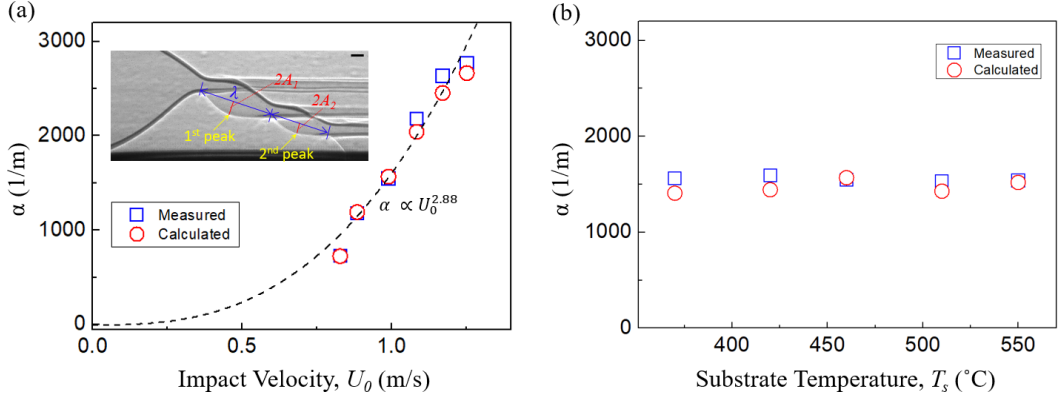 (a)
3000
2000
1000
0
α (1/m)
2A1
λ
2A2
1st peak
2nd peak
Measured
Calculated
α ∝ U0^2.88
0.0 0.5 1.0
Impact Velocity, U0 (m/s)
(b)
3000
2000
1000
0
α (1/m)
Measured
Calculated
400 450 500 550
Substrate Temperature, Ts (˚C)